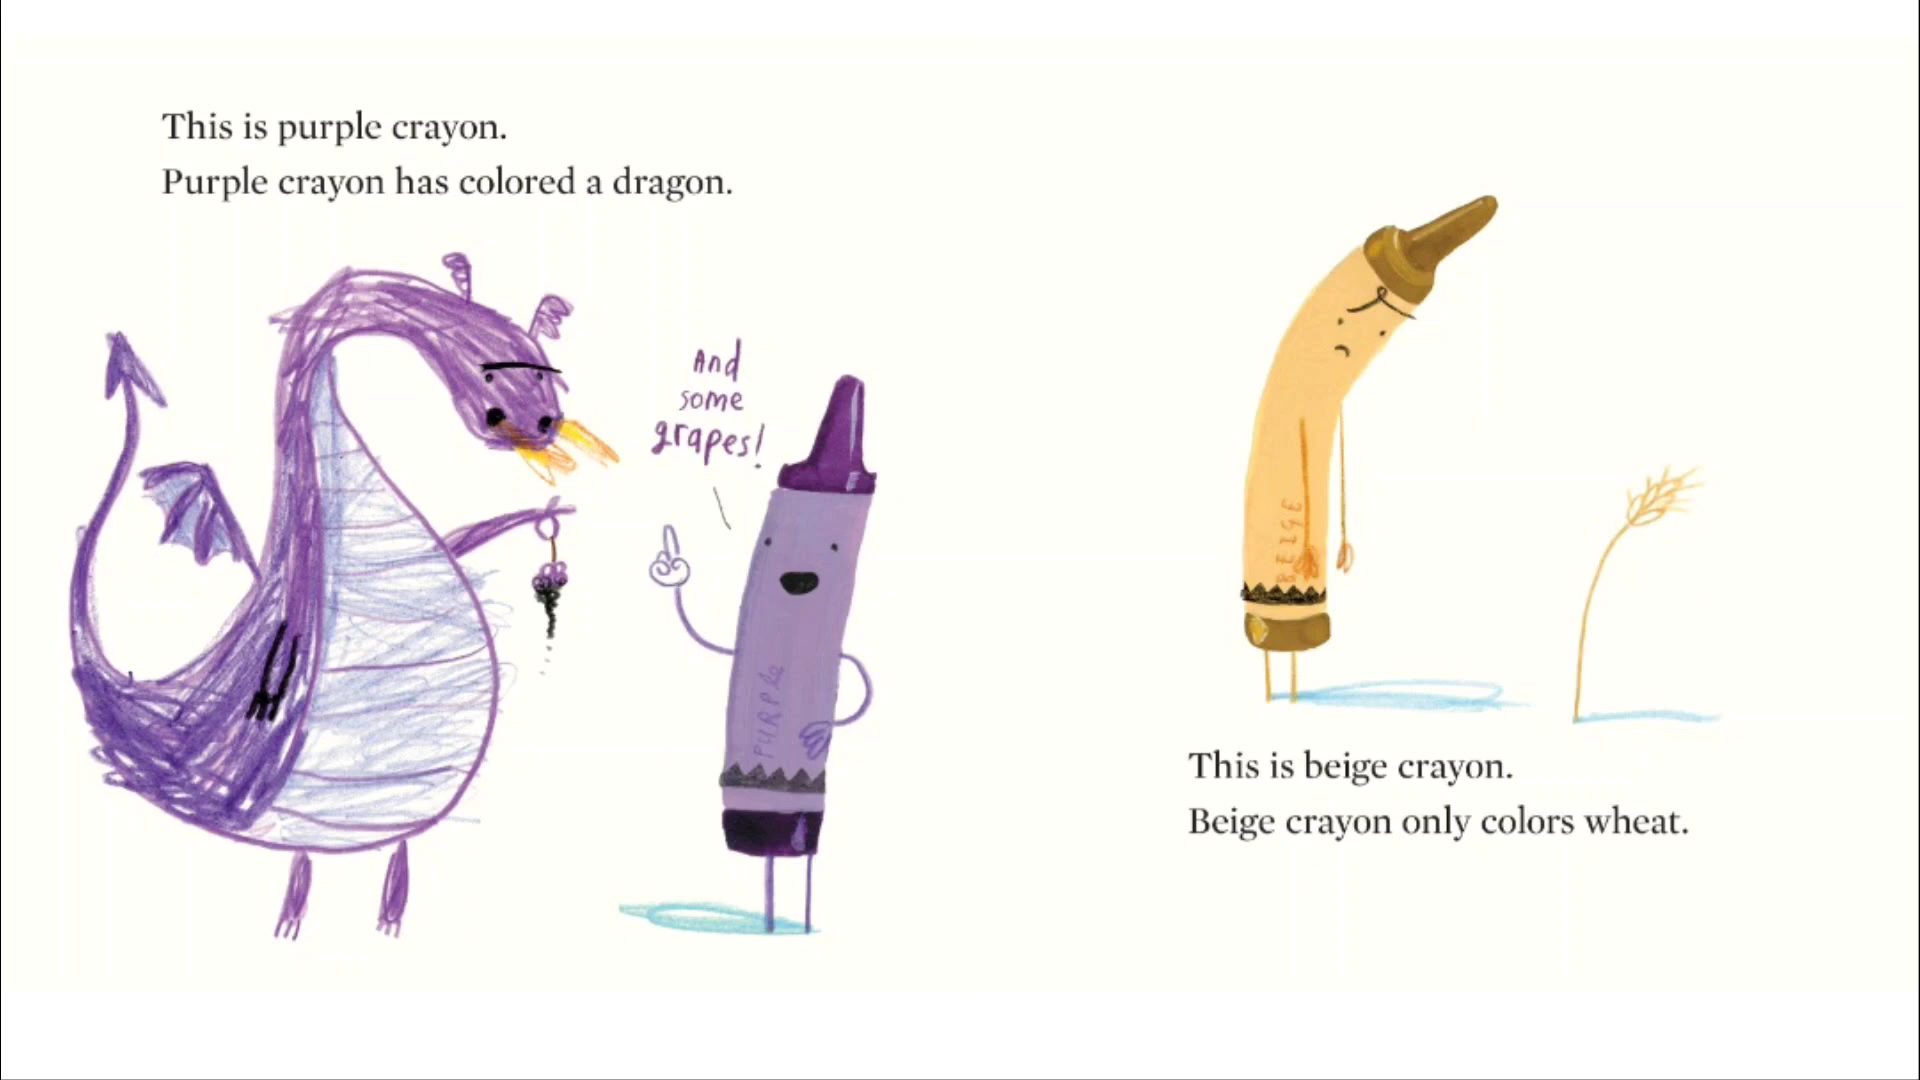 This is purple crayon.
Purple crayon has colored a dragon.
And
some
grapes!
PURPLE
BEIGE
This is beige crayon.
Beige crayon only colors wheat.